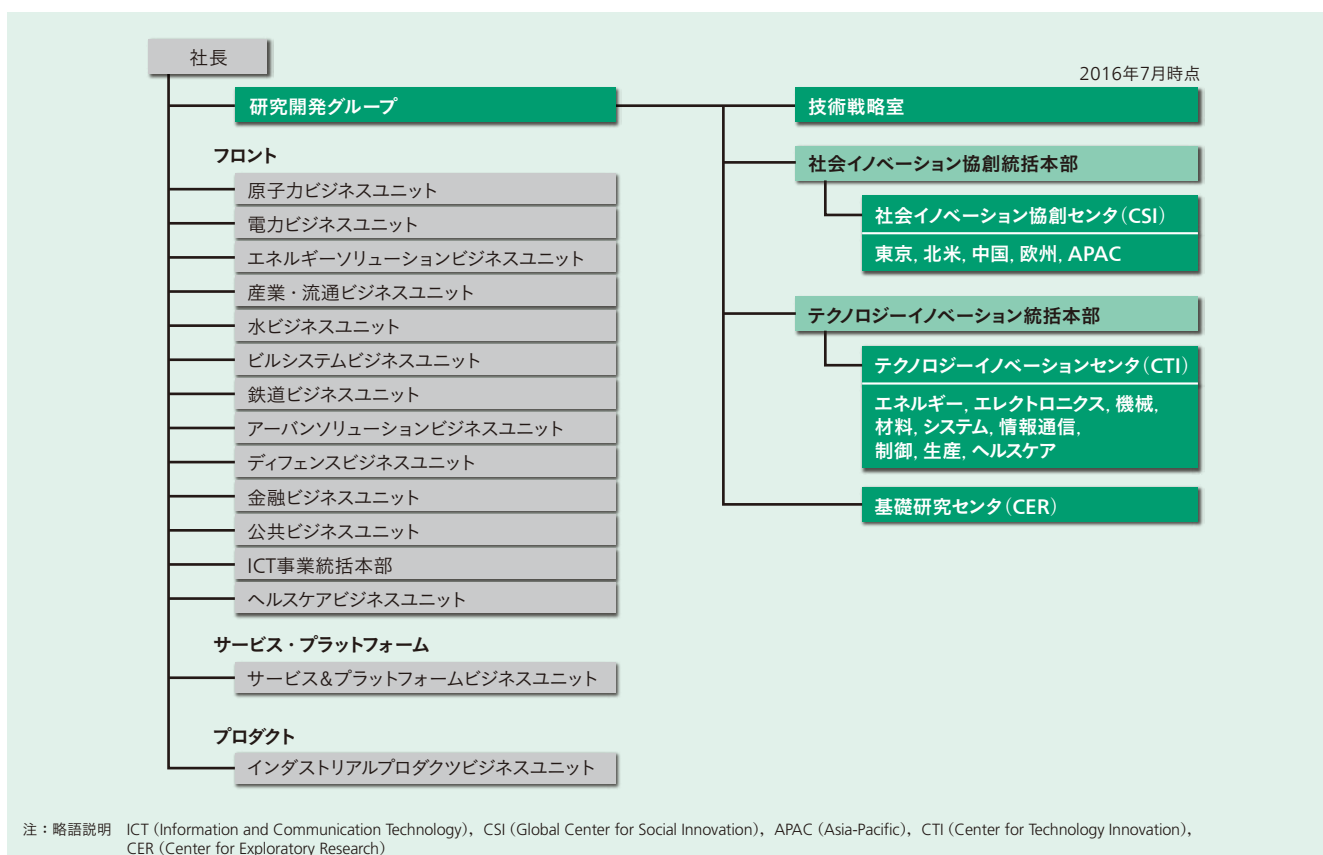 社長
2016年7月時点
研究開発グループ
フロント
原子力ビジネスユニット
電力ビジネスユニット
エネルギーソリューションビジネスユニット
産業・流通ビジネスユニット
水ビジネスユニット
ビルシステムビジネスユニット
鉄道ビジネスユニット
アーバンソリューションビジネスユニット
ディフェンスビジネスユニット
金融ビジネスユニット
公共ビジネスユニット
ICT事業統括本部
ヘルスケアビジネスユニット
サービス・プラットフォーム
サービス&プラットフォームビジネスユニット
プロダクト
インダストリアルプロダクツビジネスユニット
技術戦略室
社会イノベーション協創統括本部
社会イノベーション協創センタ(CSI)
東京, 北米, 中国, 欧州, APAC
テクノロジーイノベーション統括本部
テクノロジーイノベーションセンタ(CTI)
エネルギー, エレクトロニクス, 機械,
材料, システム, 情報通信,
制御, 生産, ヘルスケア
基礎研究センタ(CER)
注:略語説明 ICT (Information and Communication Technology), CSI (Global Center for Social Innovation), APAC (Asia-Pacific), CTI (Center for Technology Innovation),
CER (Center for Exploratory Research)